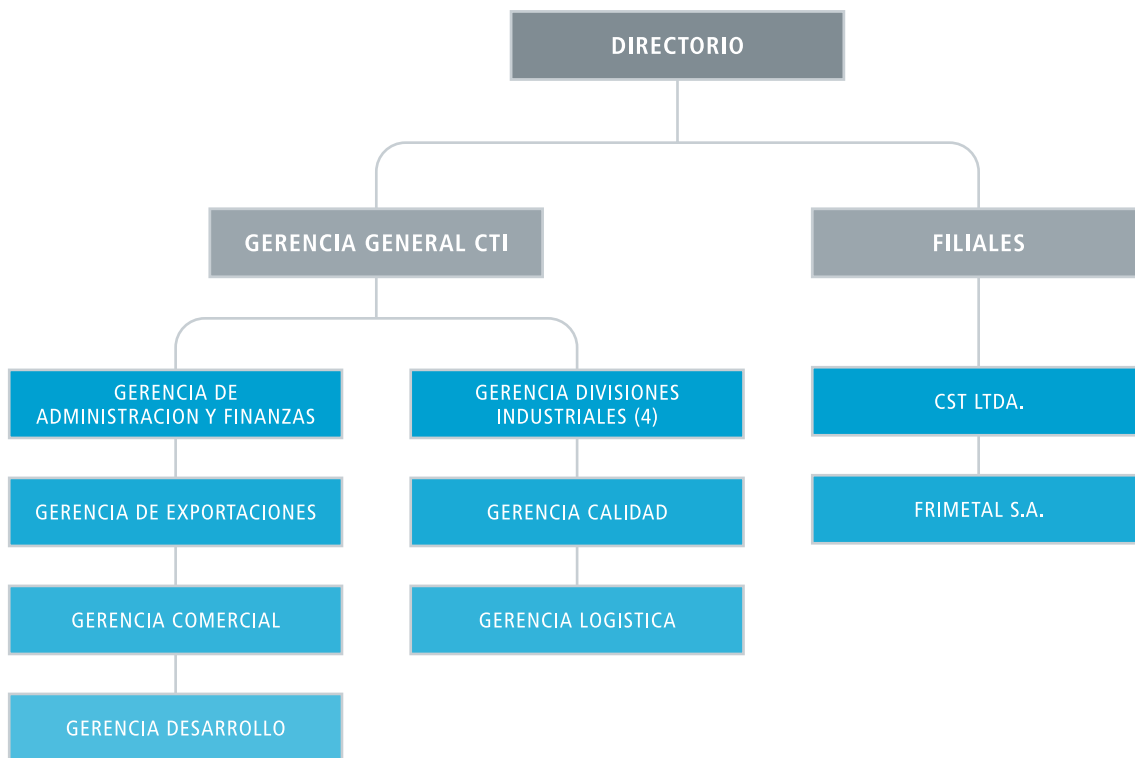 DIRECTORIO
GERENCIA GENERAL CTI
FILIALES
GERENCIA DE
ADMINISTRACION Y FINANZAS
GERENCIA DIVISIONES
INDUSTRIALES (4)
CST LTDA.
GERENCIA DE EXPORTACIONES
GERENCIA CALIDAD
FRIMETAL S.A.
GERENCIA COMERCIAL
GERENCIA LOGISTICA
GERENCIA DESARROLLO